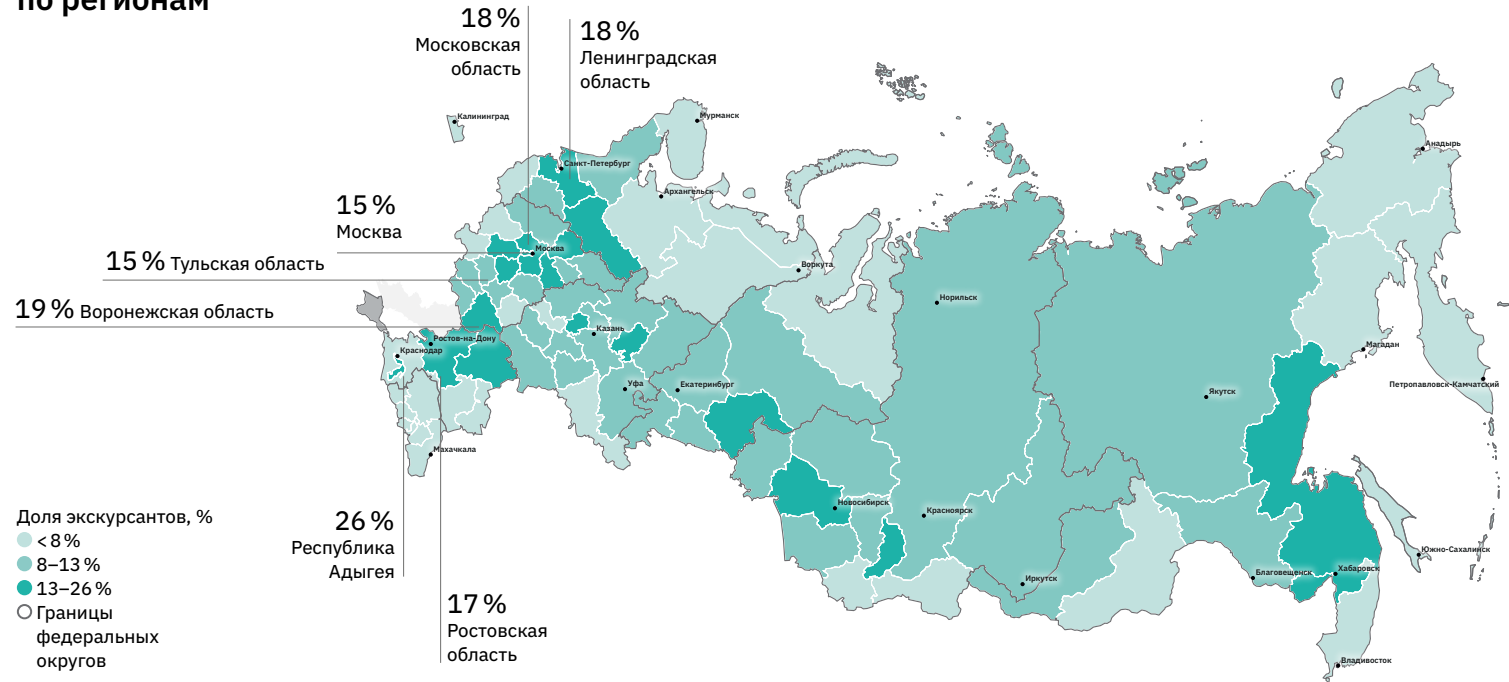 по регионам
18 %
Московская
область
18 %
Ленинградская
область
15 %
Москва
15 % Тульская область
19 % Воронежская область
26 %
Республика
Адыгея
17 %
Ростовская
область
Доля экскурсантов, %
< 8 %
8–13 %
13–26 %
Границы
федеральных
округов
Калининград
Мурманск
Санкт-Петербург
Архангельск
Москва
Воркута
Норильск
Анадырь
Казань
Ростов-на-Дону
Краснодар
Уфа
Екатеринбург
Махачкала
Новосибирск
Красноярск
Иркутск
Якутск
Магадан
Петропавловск-Камчатский
Южно-Сахалинск
Благовещенск
Хабаровск
Владивосток